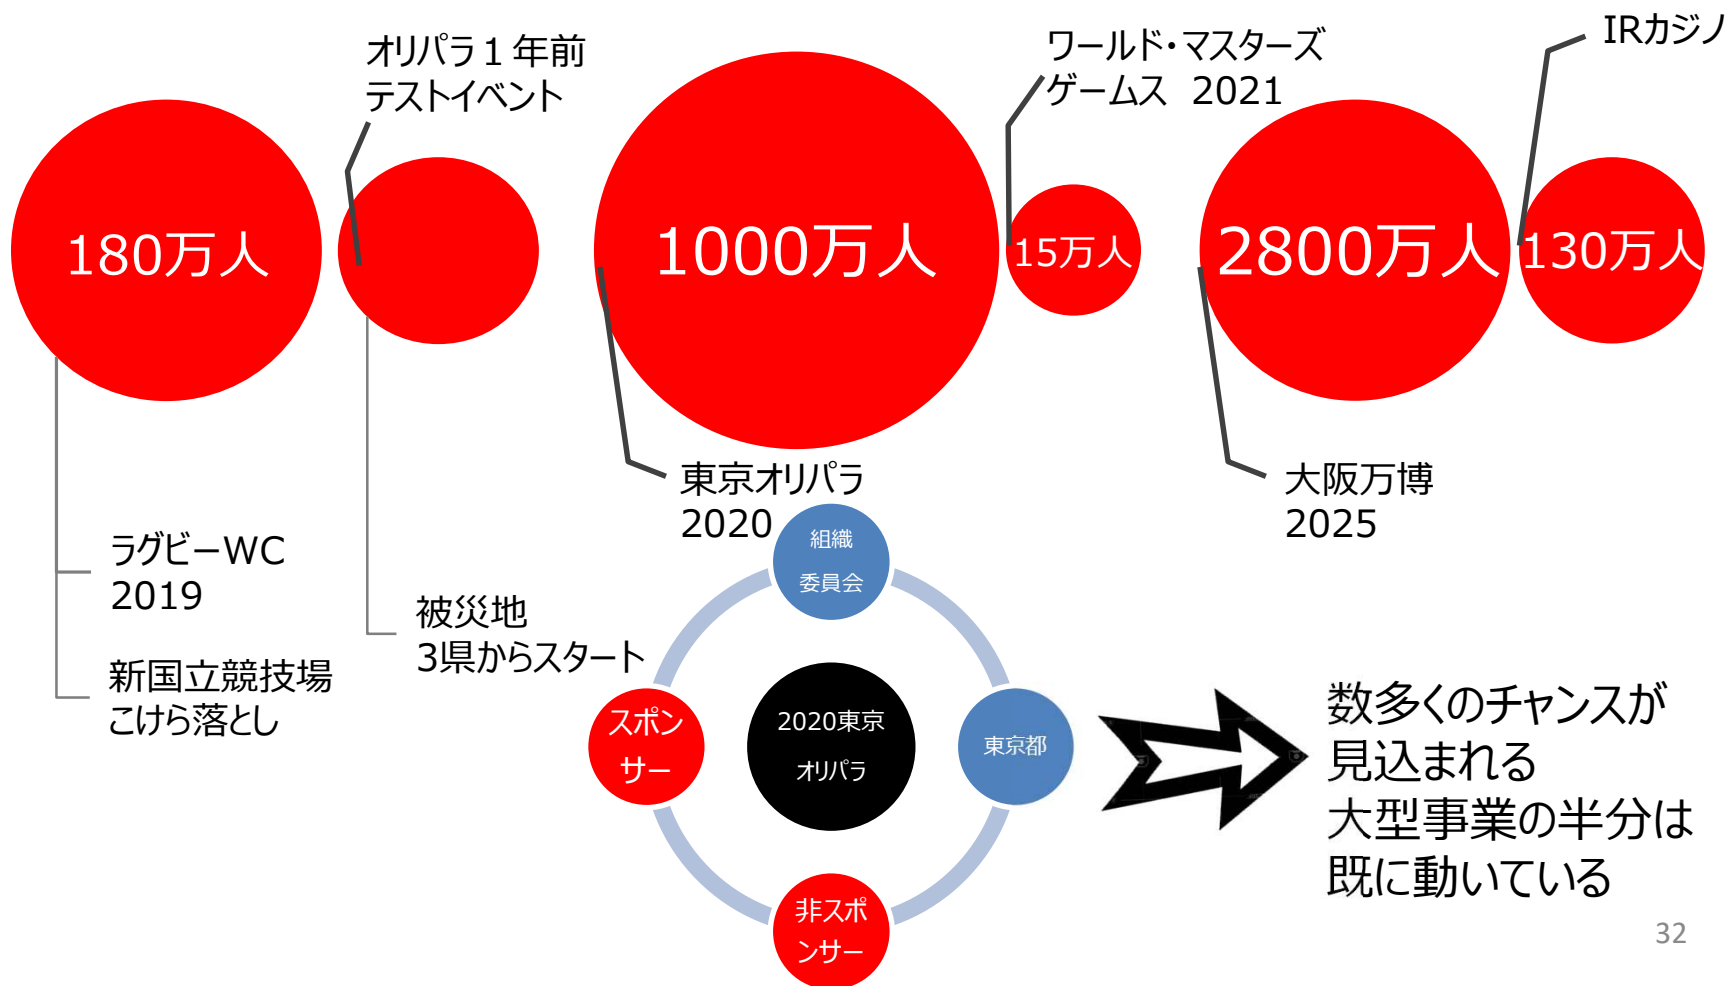 オリパラ１年前
テストイベント
ワールド・マスターズ
ゲームス 2021
IRカジノ
180万人
1000万人
15万人
2800万人
130万人
東京オリパラ
2020
大阪万博
2025
ラグビーWC
2019
被災地
3県からスタート
新国立競技場
こけら落とし
組織
委員会
スポン
サー
2020東京
オリパラ
東京都
非スポ
ンサー
数多くのチャンスが
見込まれる
大型事業の半分は
既に動いている
32